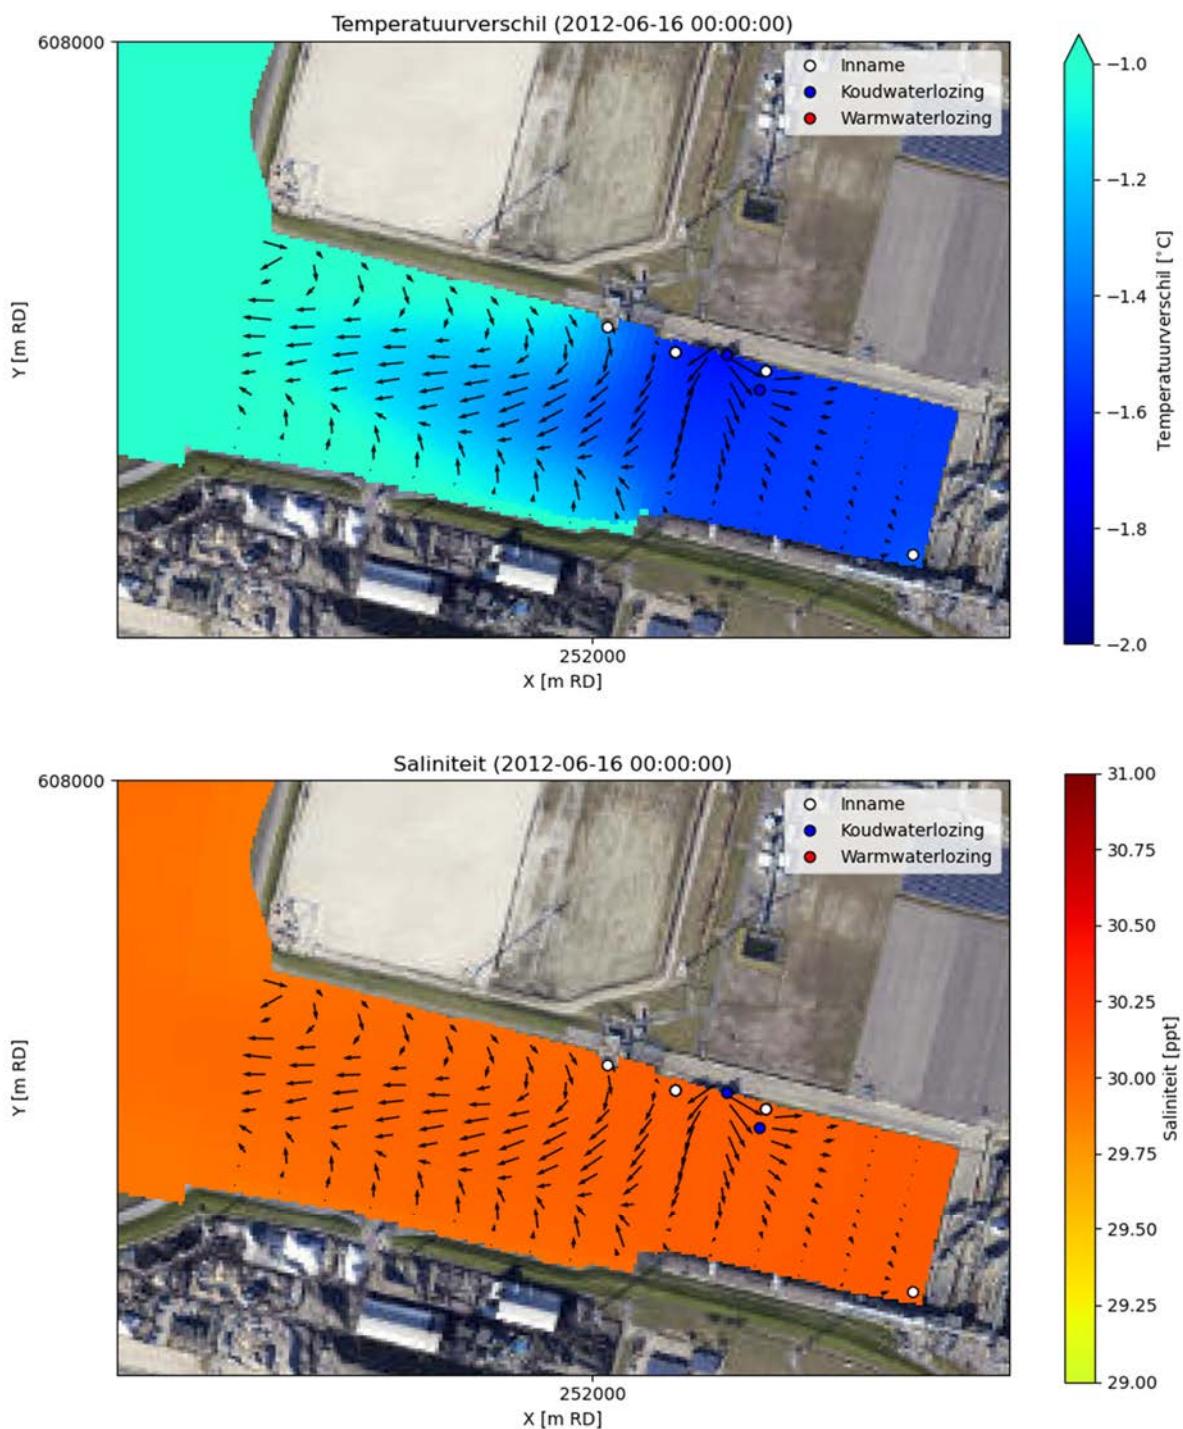 Temperatuurverschil (2012-06-16 00:00:00)
608000
Inname
Koudwaterlozing
Warmwaterlozing
Y [m RD]
252000
X [m RD]
−1.0
−1.2
−1.4
−1.6
−1.8
−2.0
Temperatuurverschil [°C]
Saliniteit (2012-06-16 00:00:00)
608000
Inname
Koudwaterlozing
Warmwaterlozing
Y [m RD]
252000
X [m RD]
31.00
30.75
30.50
30.25
30.00
29.75
29.50
29.25
29.00
Saliniteit [ppt]